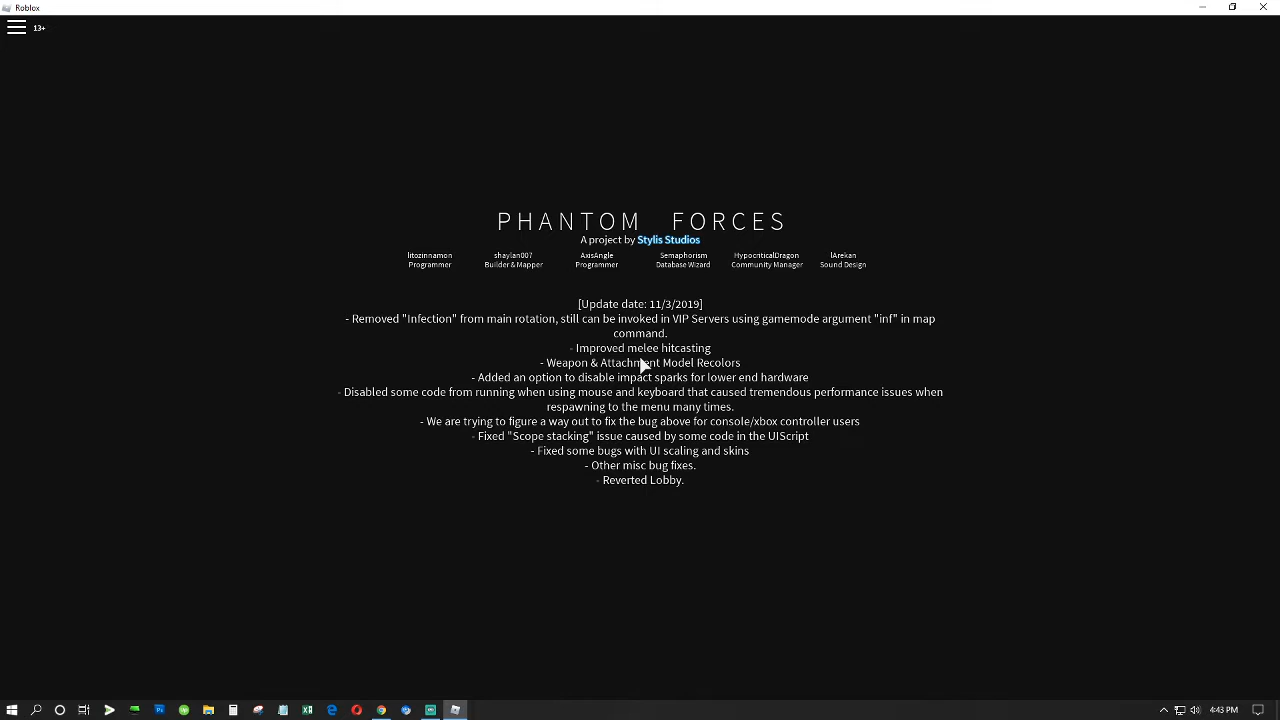 Roblox
13+
PHANTOM FORCES
A project by Stylis Studios
litozinnamon shaylan007 AxisAngle Semaphorism HypocriticalDragon lArekan
Programmer Builder & Mapper Programmer Database Wizard Community Manager Sound Design
[Update date: 11/3/2019]
- Removed "Infection" from main rotation, still can be invoked in VIP Servers using gamemode argument "inf" in map
command.
- Improved melee hitcasting
- Weapon & Attachment Model Recolors
- Added an option to disable impact sparks for lower end hardware
- Disabled some code from running when using mouse and keyboard that caused tremendous performance issues when
respawning to the menu many times.
- We are trying to figure a way out to fix the bug above for console/xbox controller users
- Fixed "Scope stacking" issue caused by some code in the UIScript
- Fixed some bugs with UI scaling and skins
- Other misc bug fixes.
- Reverted Lobby.
4:43 PM